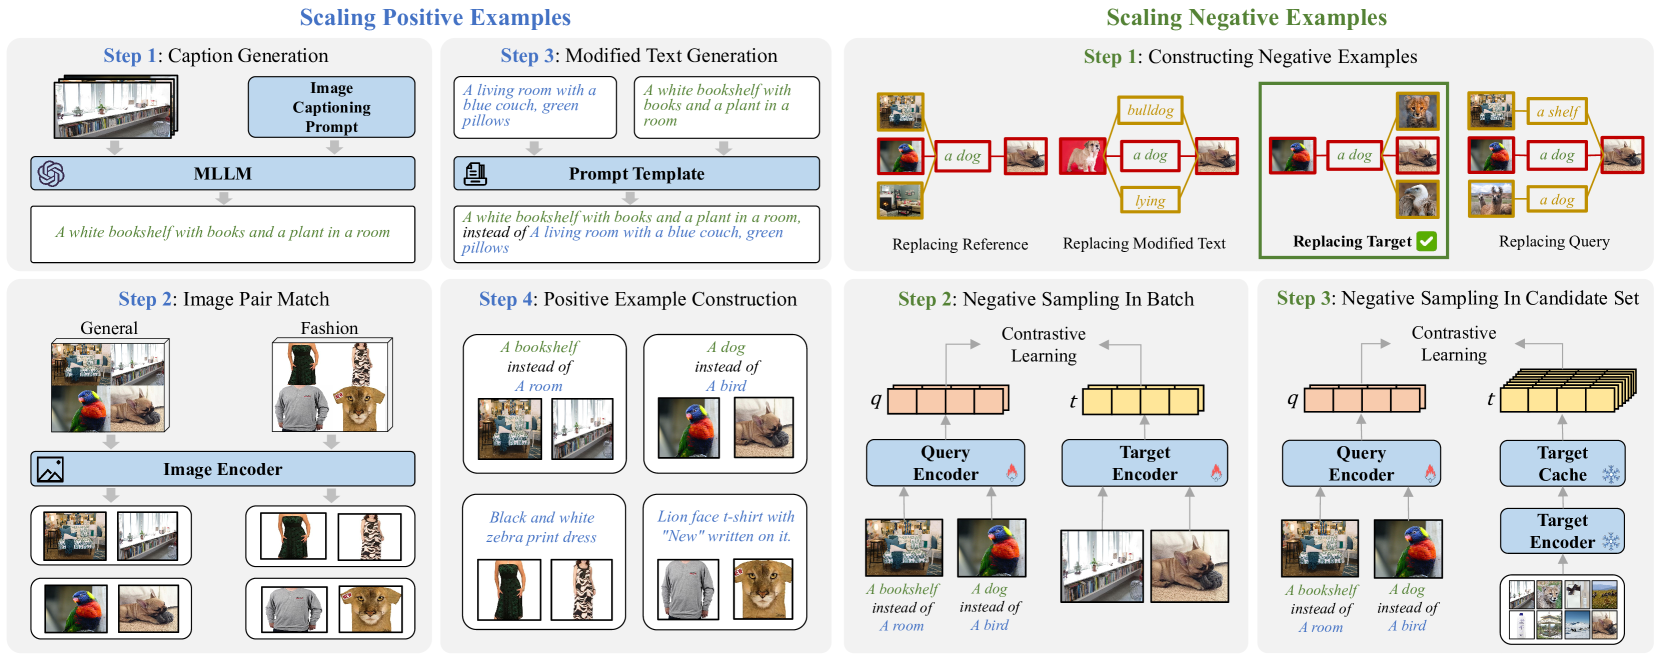 Scaling Positive Examples
Step 1: Caption Generation
Image
Captioning
Prompt
MLLM
A white bookshelf with books and a plant in a room
Step 3: Modified Text Generation
A living room with a
blue couch, green
pillows
A white bookshelf with
books and a plant in a
room
Prompt Template
A white bookshelf with books and a plant in a room,
instead of A living room with a blue couch, green
pillows
Step 2: Image Pair Match
General
Fashion
Image Encoder
Step 4: Positive Example Construction
A bookshelf
instead of
A room
A dog
instead of
A bird
Black and white
zebra print dress
Lion face t-shirt with
"New" written on it.
Scaling Negative Examples
Step 1: Constructing Negative Examples
a dog
Replacing Reference
bulldog
a dog
lying
Replacing Modified Text
a dog
Replacing Target
a shelf
a dog
a dog
Replacing Query
Step 2: Negative Sampling In Batch
Contrastive
Learning
q
t
Query
Encoder
Target
Encoder
A bookshelf
instead of
A room
A dog
instead of
A bird
Step 3: Negative Sampling In Candidate Set
Contrastive
Learning
q
t
Query
Encoder
Target
Cache
Target
Encoder
A bookshelf
instead of
A room
A dog
instead of
A bird